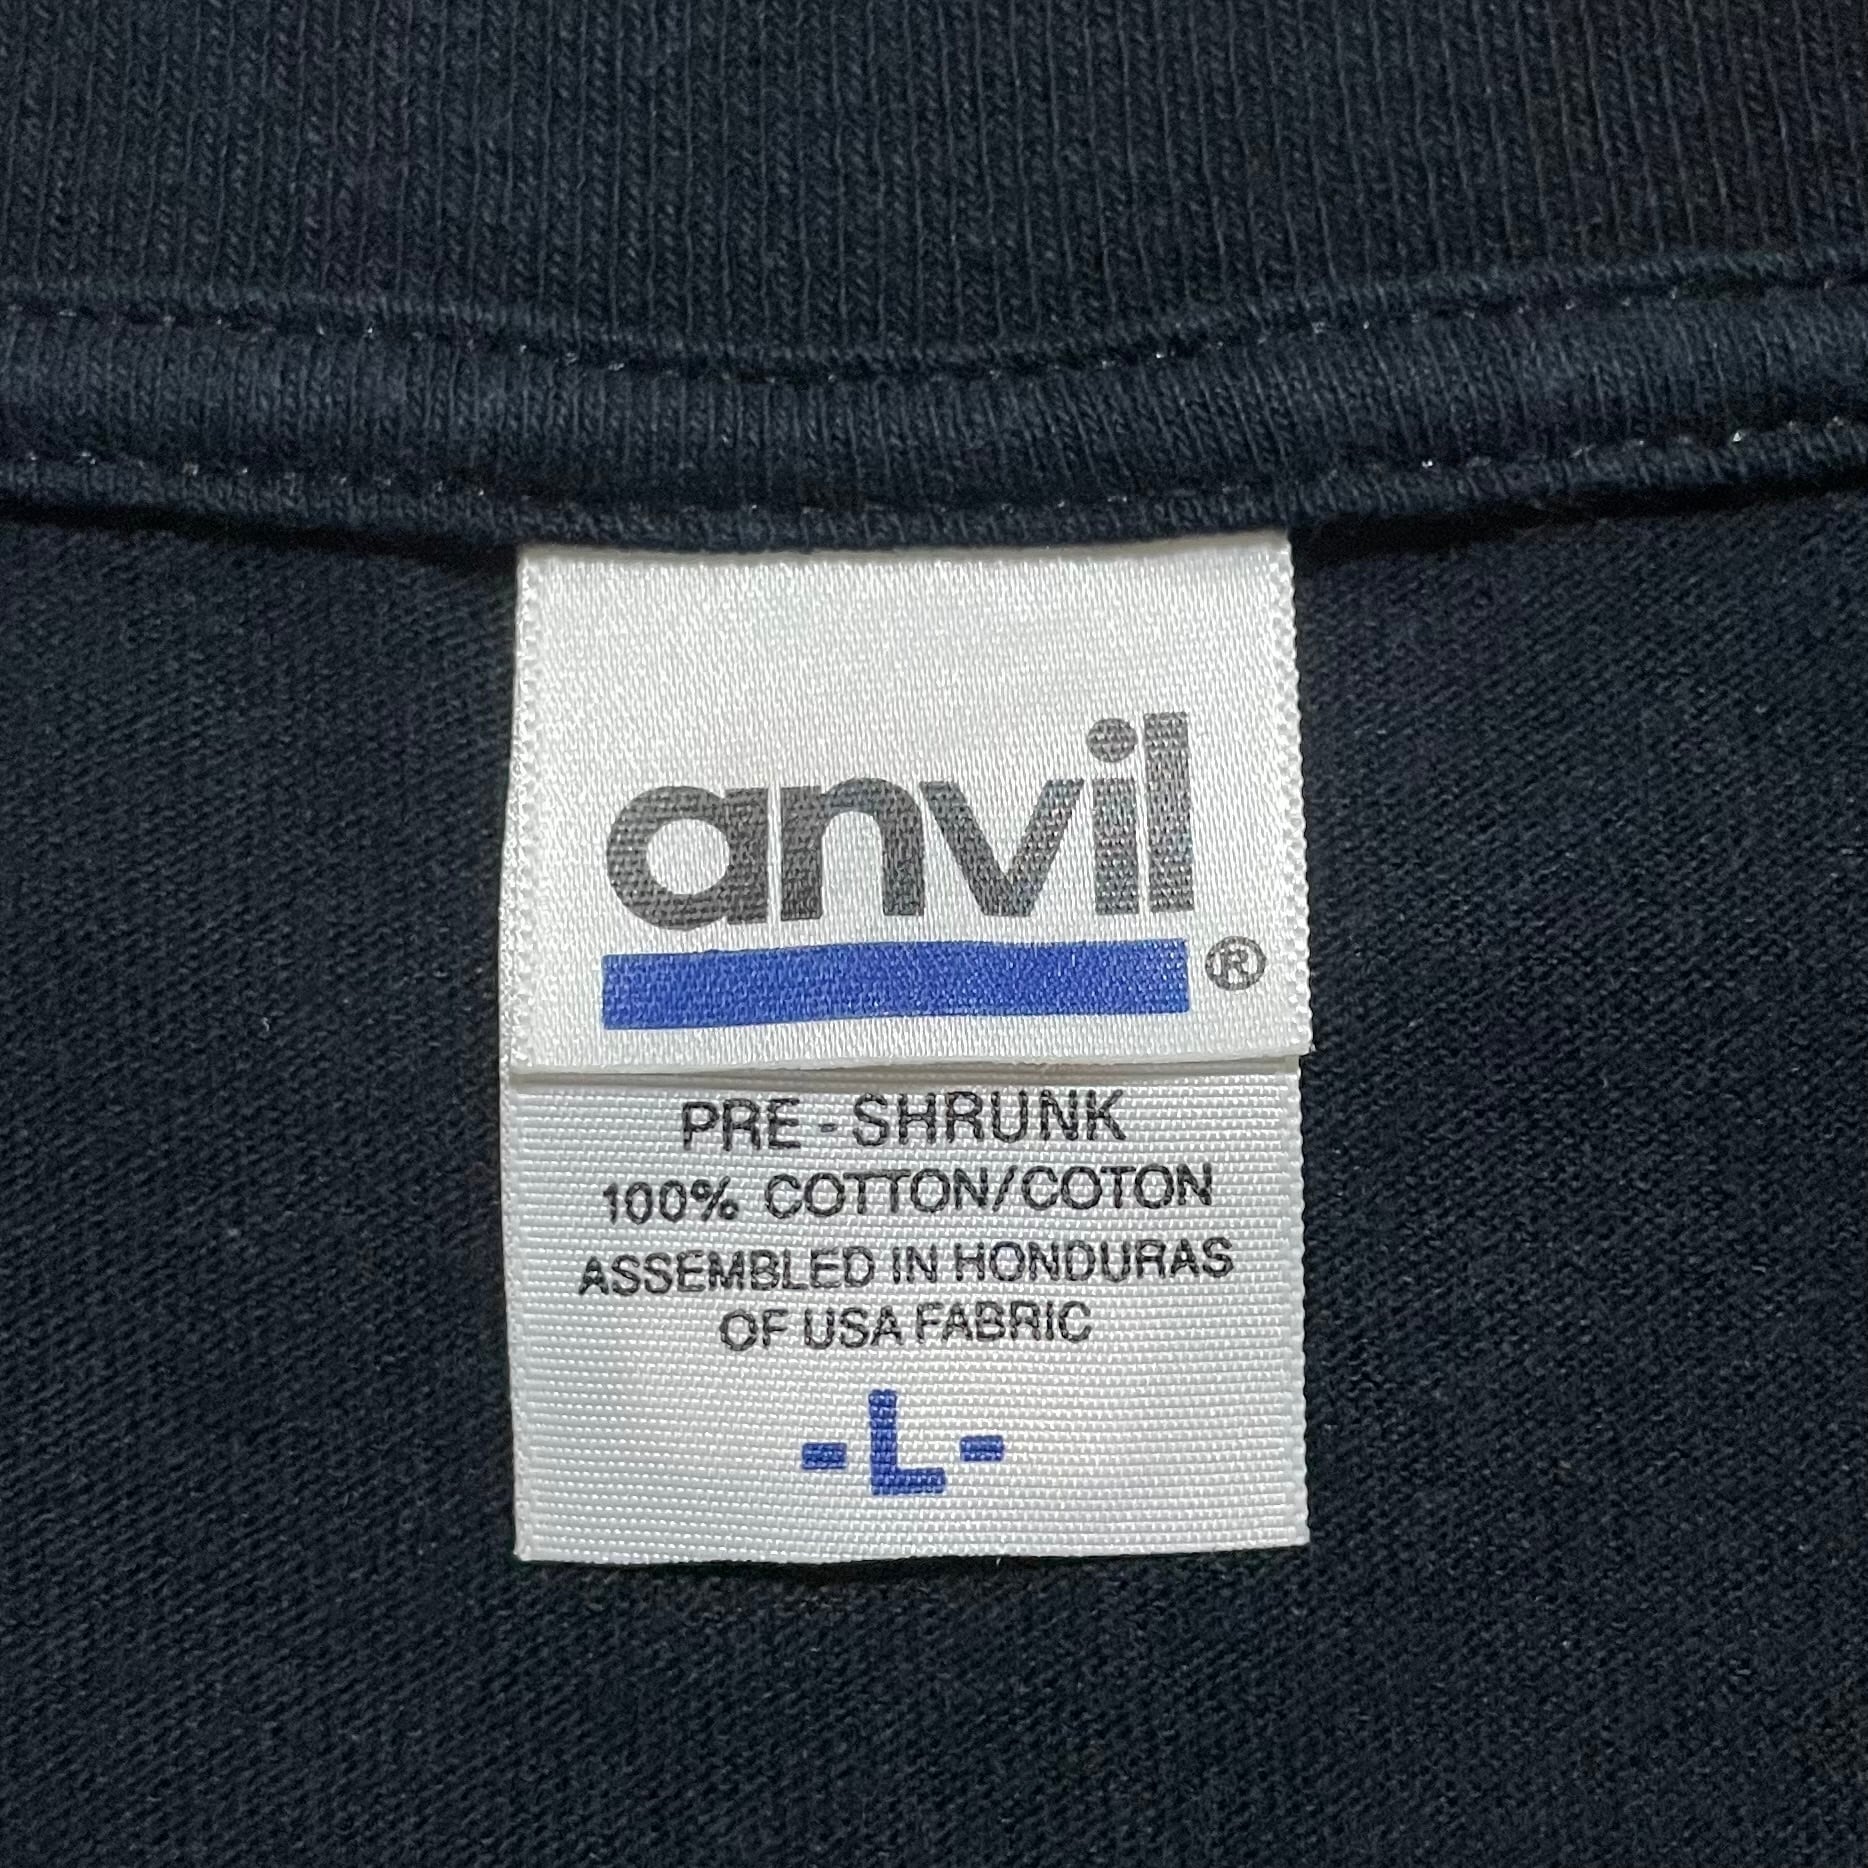 anvil
®
PRE-SHRUNK
100% COTTON/COTON
ASSEMBLED IN HONDURAS
OF USA FABRIC
-L-